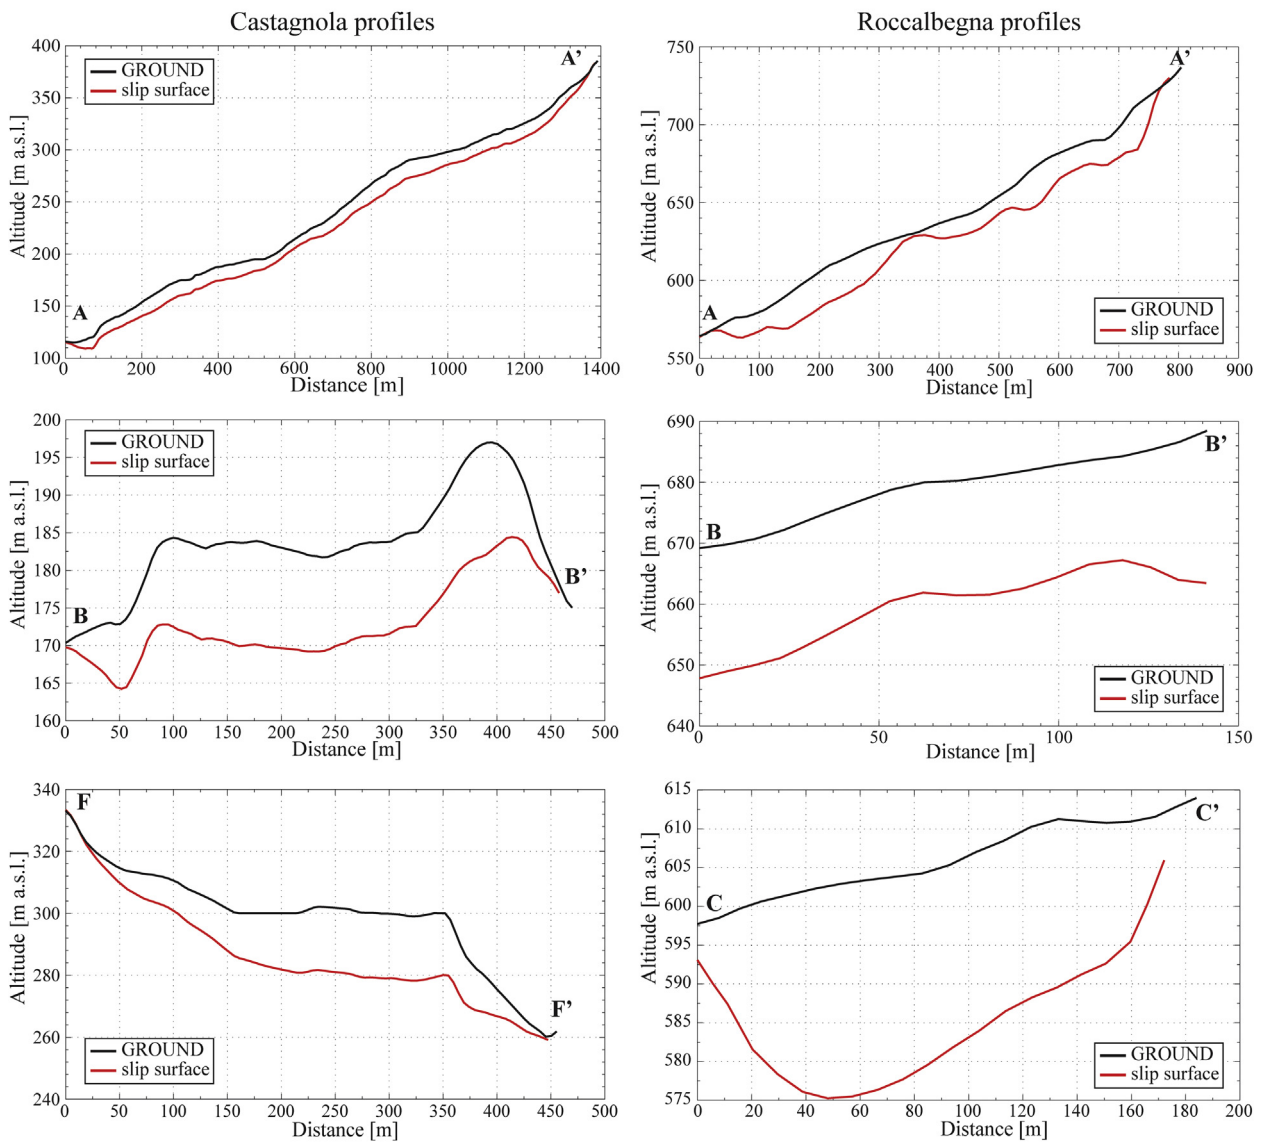 Castagnola profiles
Roccalbegna profiles
400
350
300
250
200
150
100
Altitude [m a.s.l.]
GROUND
slip surface
A
A’
0 200 400 600 800 1000 1200 1400
Distance [m]
750
700
650
600
550
Altitude [m a.s.l.]
A
A’
GROUND
slip surface
0 100 200 300 400 500 600 700 800 900
Distance [m]
200
195
190
185
180
175
170
165
160
Altitude [m a.s.l.]
GROUND
slip surface
B
B’
0 50 100 150 200 250 300 350 400 450 500
Distance [m]
690
680
670
660
650
640
Altitude [m a.s.l.]
B
B’
GROUND
slip surface
0 50 100 150
Distance [m]
340
320
300
280
260
240
Altitude [m a.s.l.]
F
F’
GROUND
slip surface
0 50 100 150 200 250 300 350 400 450 500
Distance [m]
615
610
605
600
595
590
585
580
575
Altitude [m a.s.l.]
C
C’
GROUND
slip surface
0 20 40 60 80 100 120 140 160 180 200
Distance [m]